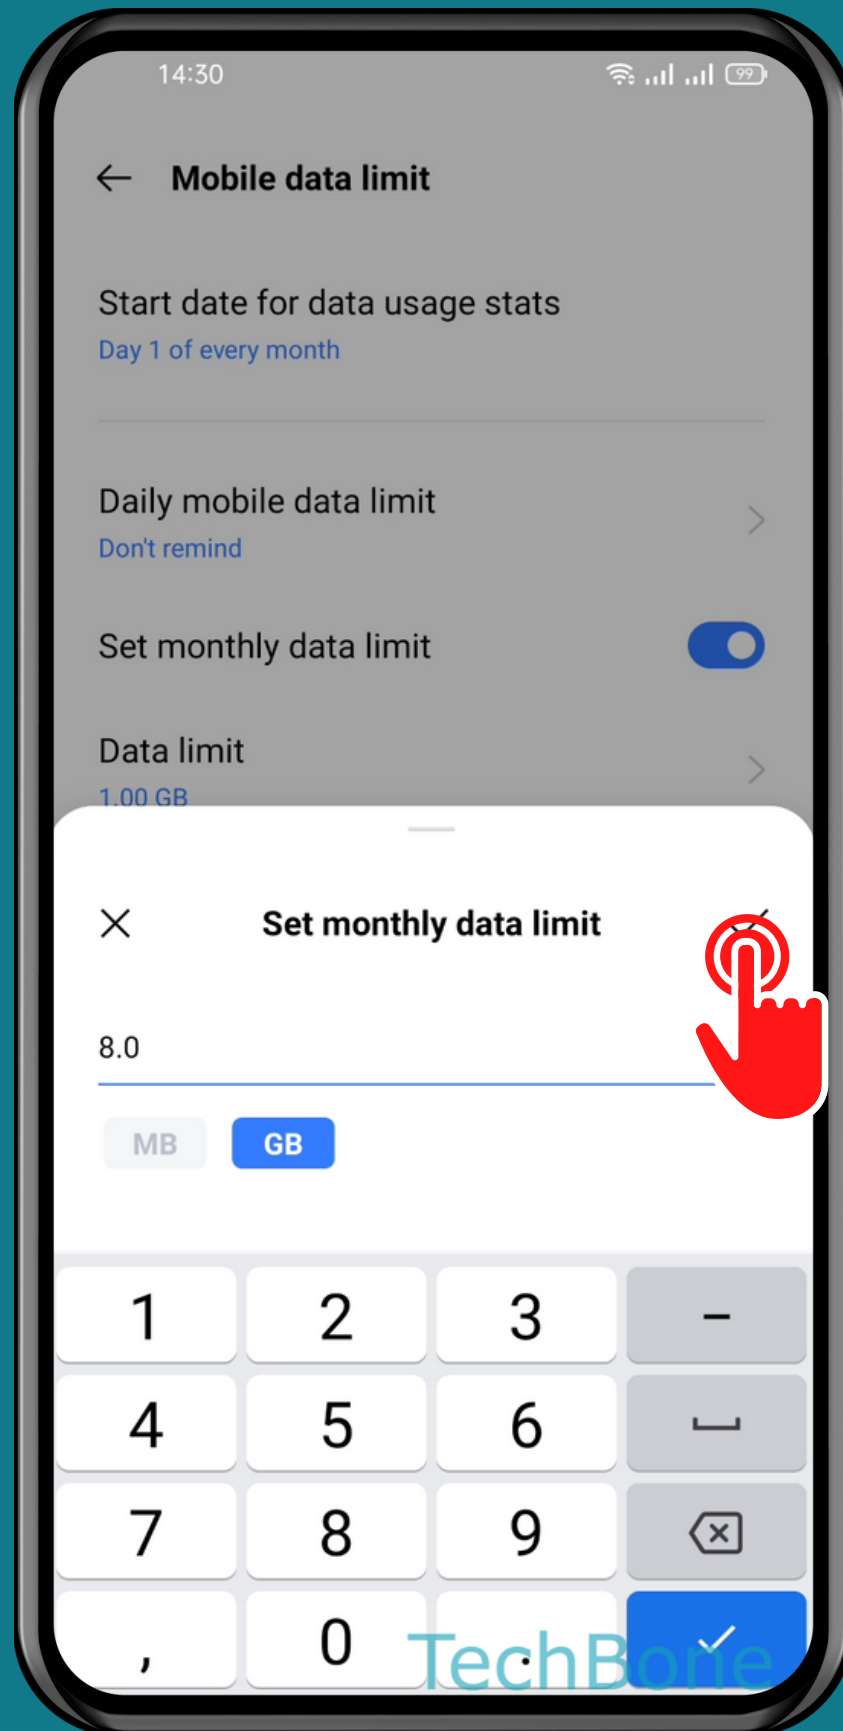 14:30
99
Mobile data limit
Start date for data usage stats
Day 1 of every month
Daily mobile data limit
Don't remind
Set monthly data limit
Data limit
1.00 GB
Set monthly data limit
8.0
MB GB
1 2 3 –
4 5 6
7 8 9
, 0 .
TechBone